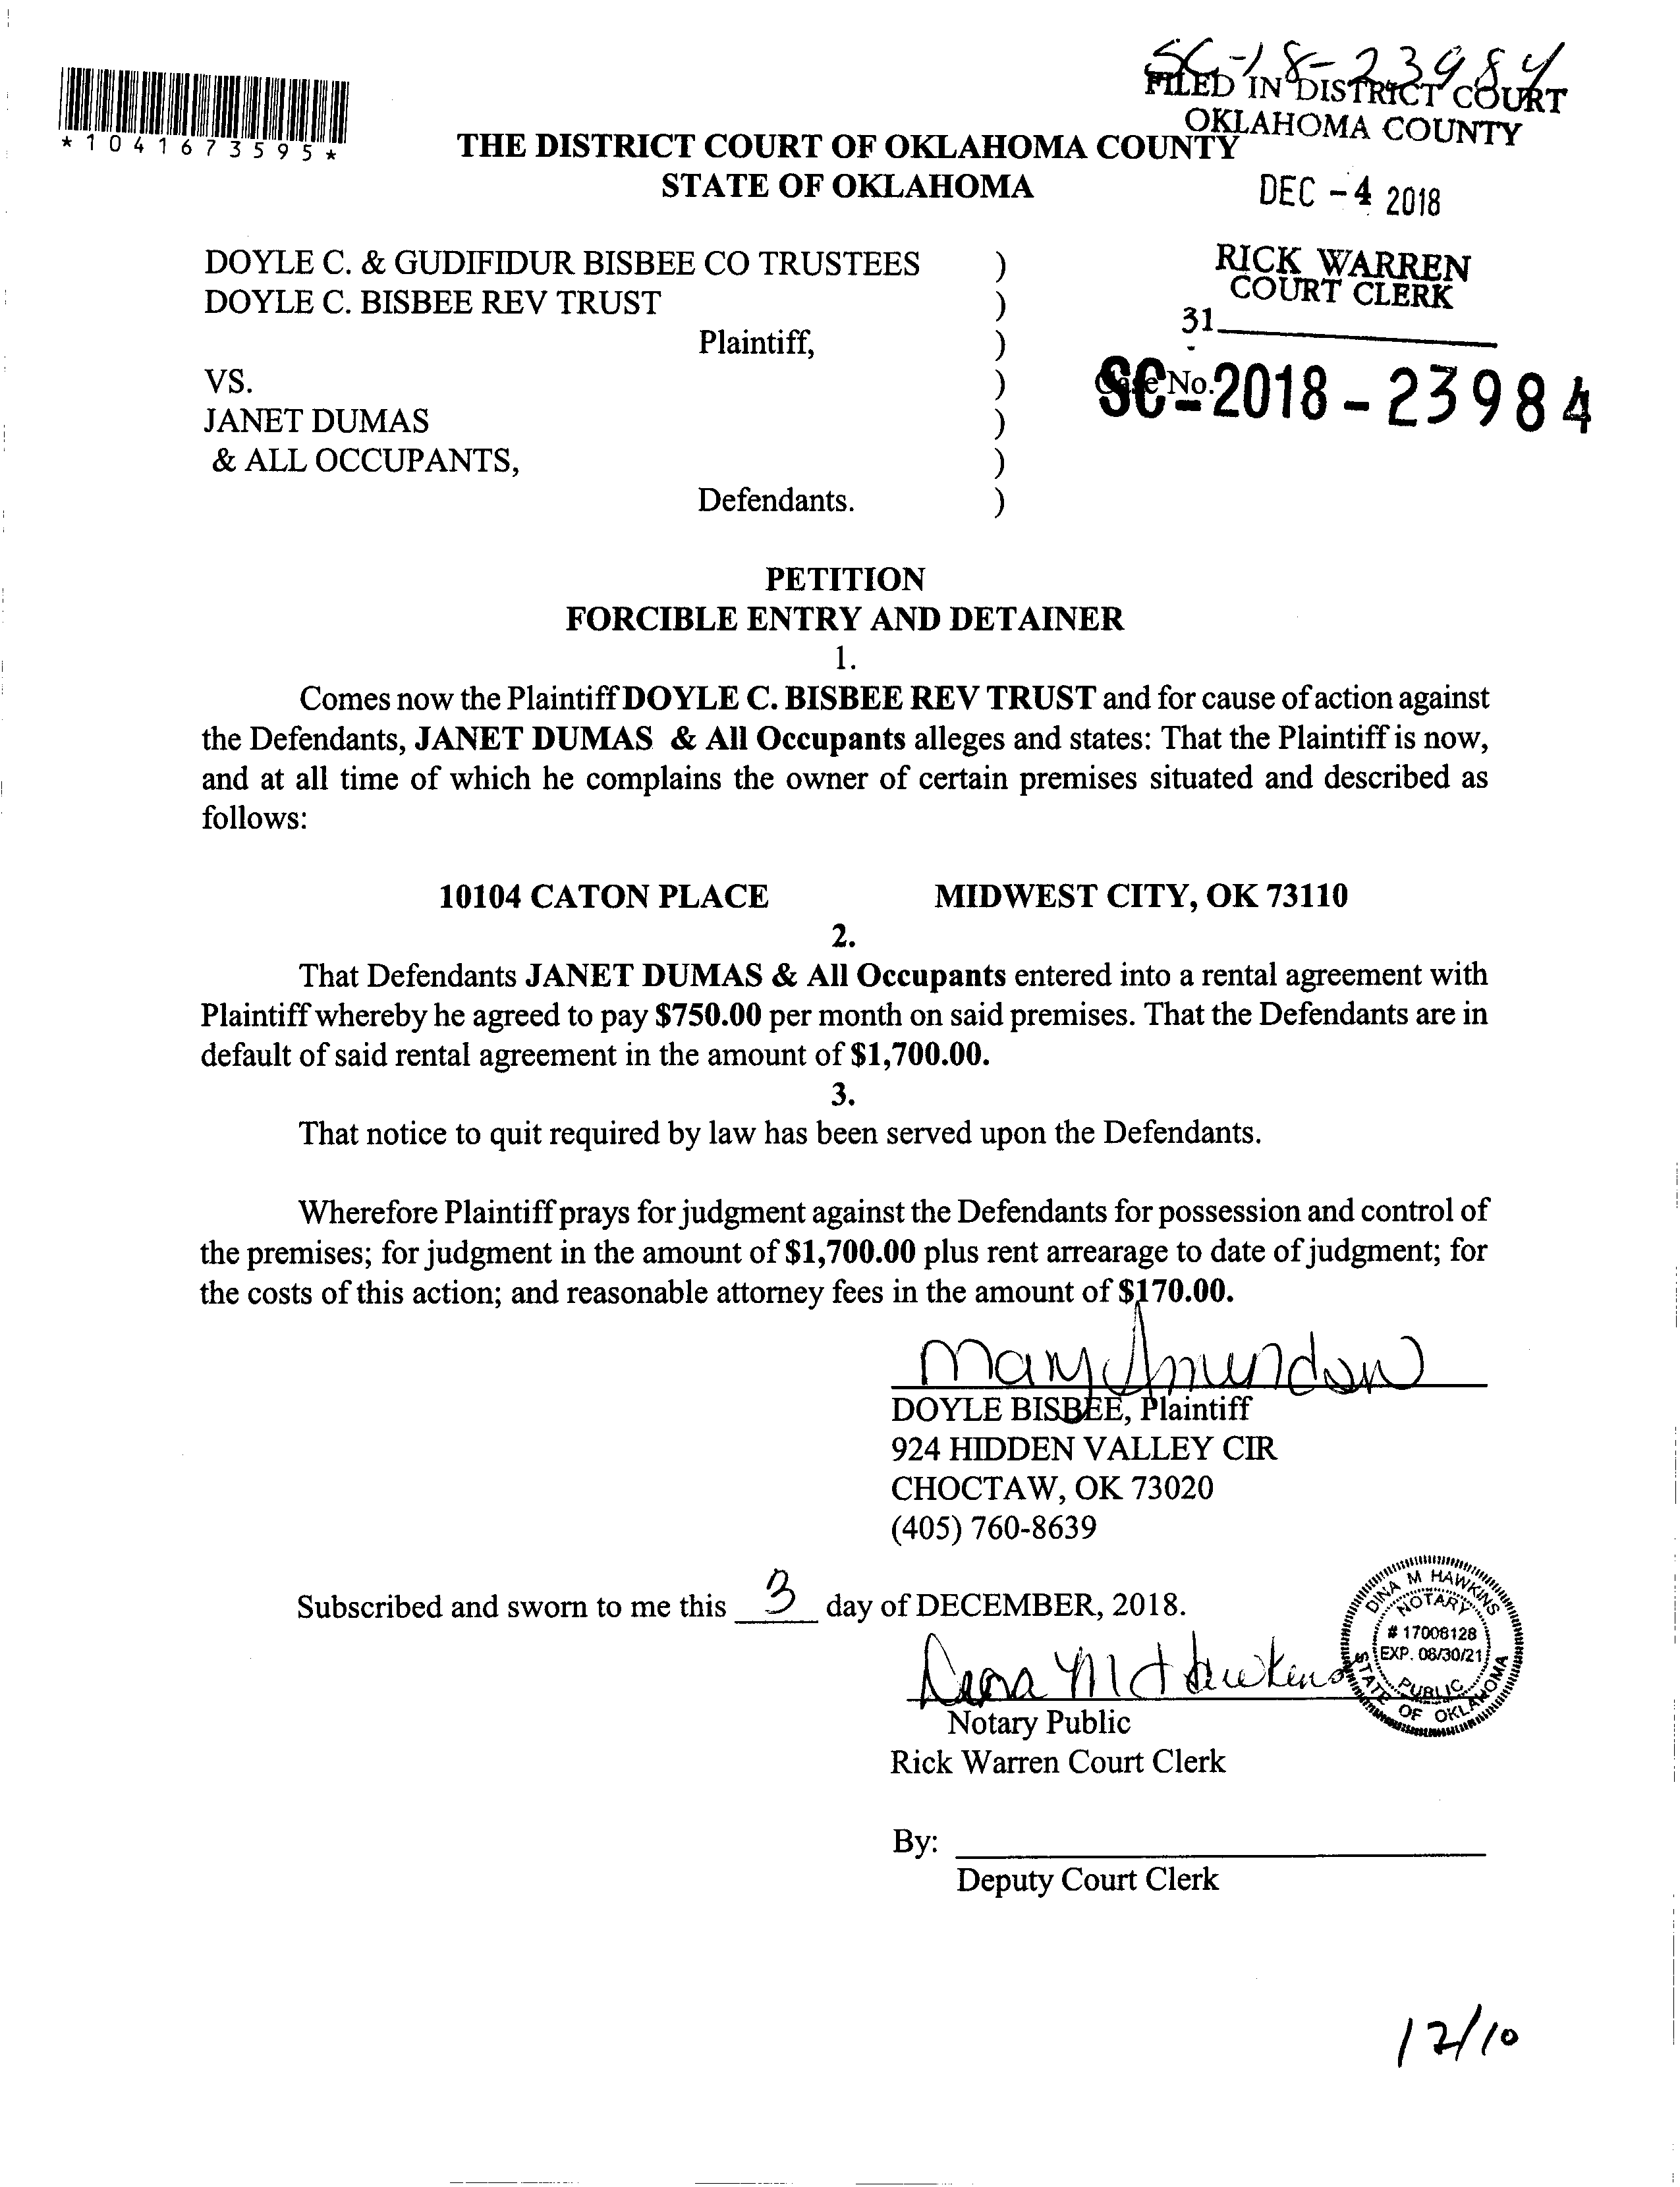 SC-18-23984
FILED IN DISTRICT COURT
OKLAHOMA COUNTY
*1041673595*
THE DISTRICT COURT OF OKLAHOMA COUNTY
STATE OF OKLAHOMA
DEC -4 2018
DOYLE C. & GUDIFIDUR BISBEE CO TRUSTEES )
DOYLE C. BISBEE REV TRUST )
Plaintiff, )
VS. )
JANET DUMAS )
& ALL OCCUPANTS, )
Defendants. )
RICK WARREN
COURT CLERK
31
Case No.
SC-2018-23984
PETITION
FORCIBLE ENTRY AND DETAINER
1.
Comes now the Plaintiff DOYLE C. BISBEE REV TRUST and for cause of action against
the Defendants, JANET DUMAS & All Occupants alleges and states: That the Plaintiff is now,
and at all time of which he complains the owner of certain premises situated and described as
follows:
10104 CATON PLACE MIDWEST CITY, OK 73110
2.
That Defendants JANET DUMAS & All Occupants entered into a rental agreement with
Plaintiff whereby he agreed to pay $750.00 per month on said premises. That the Defendants are in
default of said rental agreement in the amount of $1,700.00.
3.
That notice to quit required by law has been served upon the Defendants.
Wherefore Plaintiff prays for judgment against the Defendants for possession and control of
the premises; for judgment in the amount of $1,700.00 plus rent arrearage to date of judgment; for
the costs of this action; and reasonable attorney fees in the amount of $170.00.
Mary Amundson
DOYLE BISBEE, Plaintiff
924 HIDDEN VALLEY CIR
CHOCTAW, OK 73020
(405) 760-8639
Subscribed and sworn to me this 3 day of DECEMBER, 2018.
DINA M HAWKINS
NOTARY
# 17008128
EXP. 08/30/21
PUBLIC
STATE OF OKLAHOMA
Dina M Hawkins
Notary Public
Rick Warren Court Clerk
By:
Deputy Court Clerk
12/10